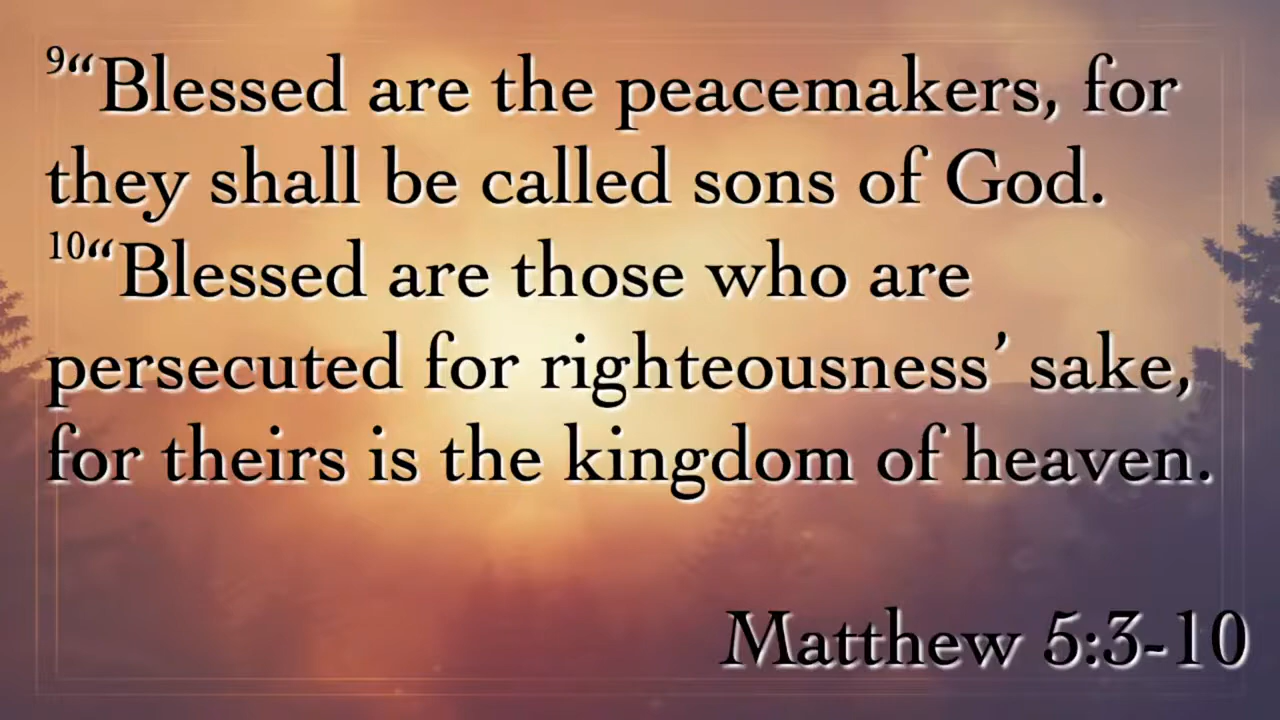 ⁹“Blessed are the peacemakers, for
they shall be called sons of God.
¹⁰“Blessed are those who are
persecuted for righteousness’ sake,
for theirs is the kingdom of heaven.
Matthew 5:3-10